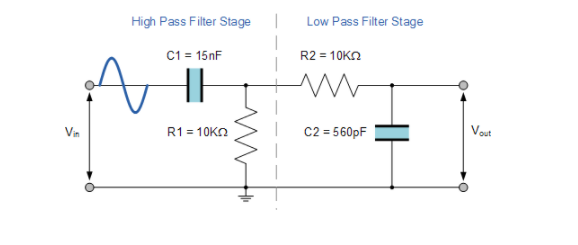 High Pass Filter Stage
Low Pass Filter Stage
C1 = 15nF
R2 = 10KΩ
Vin
R1 = 10KΩ
C2 = 560pF
Vout